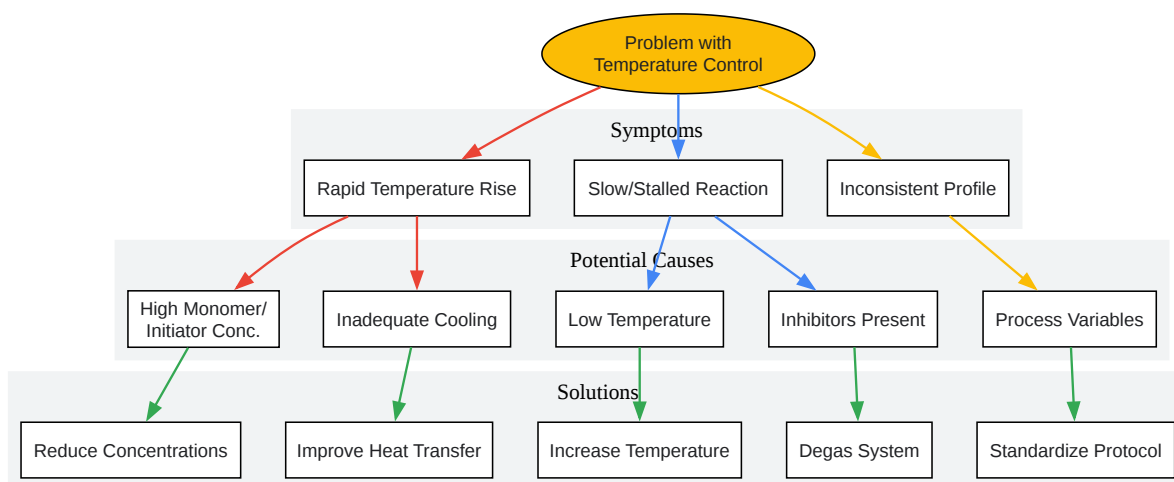 Problem with
Temperature Control
Symptoms
Rapid Temperature Rise
Slow/Stalled Reaction
Inconsistent Profile
Potential Causes
High Monomer/
Initiator Conc.
Inadequate Cooling
Low Temperature
Inhibitors Present
Process Variables
Solutions
Reduce Concentrations
Improve Heat Transfer
Increase Temperature
Degas System
Standardize Protocol